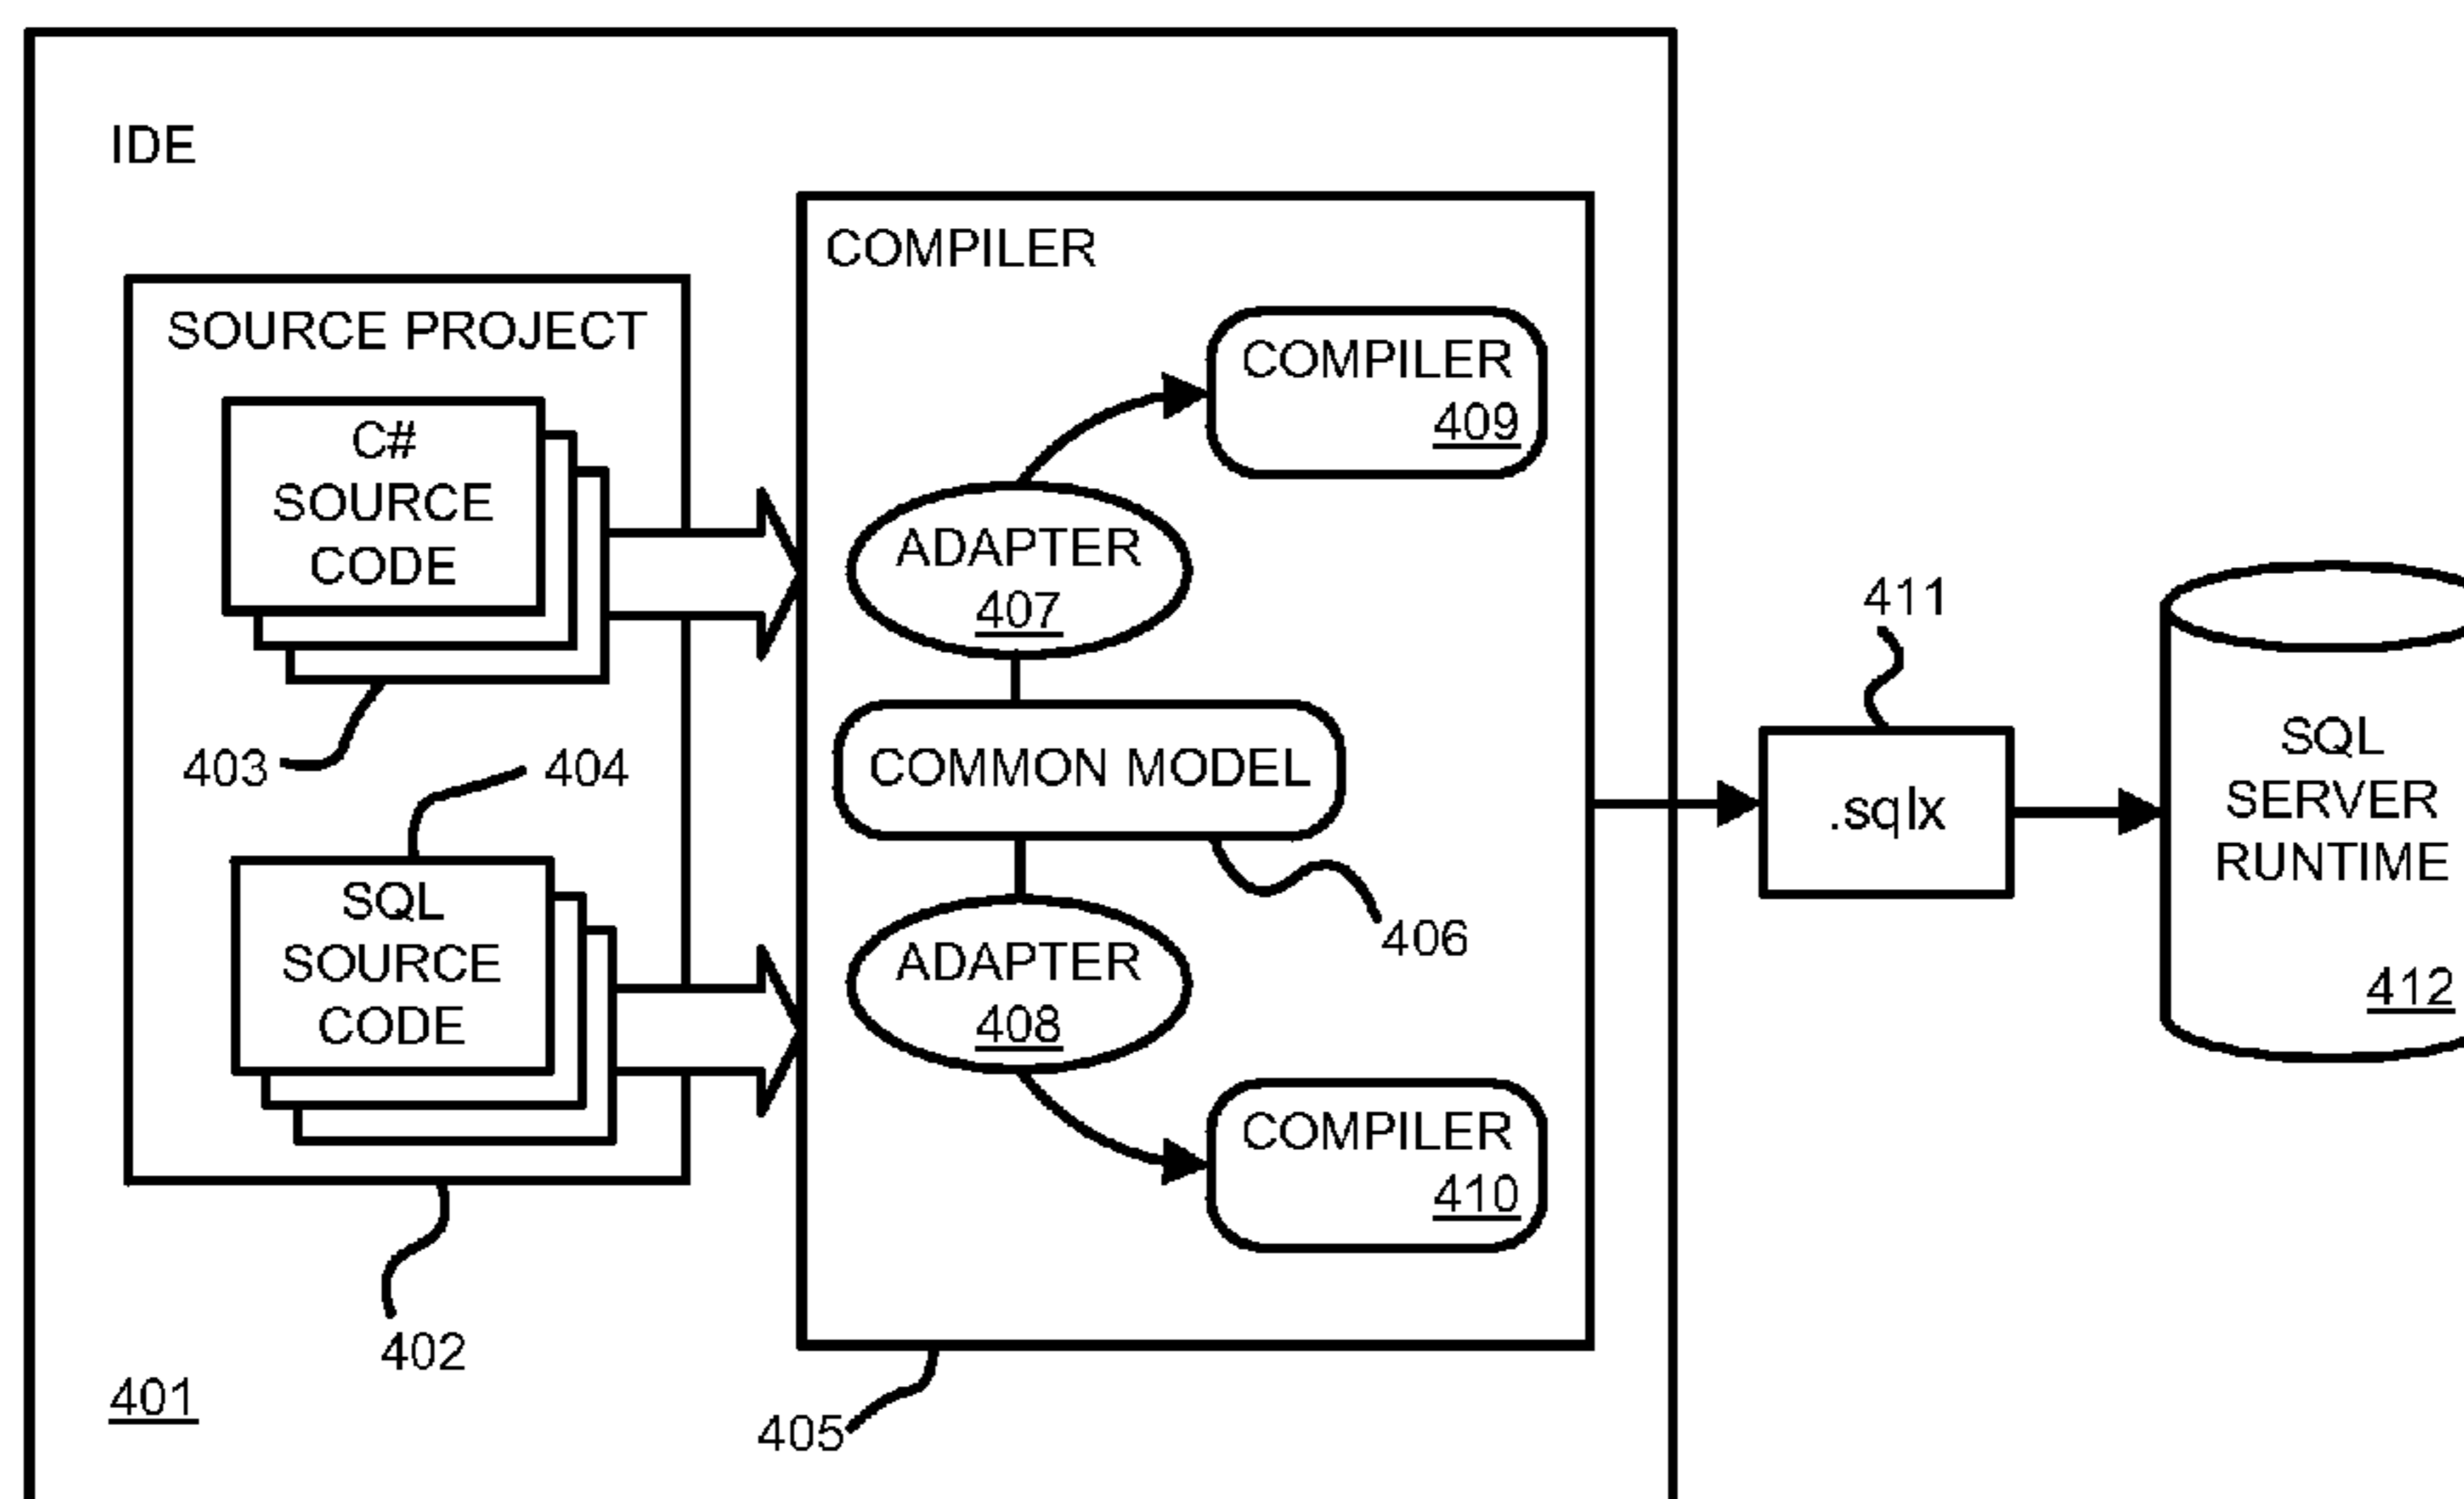 IDE
SOURCE PROJECT
C#
SOURCE
CODE
403
404
SQL
SOURCE
CODE
402
401
COMPILER
COMPILER
409
ADAPTER
407
COMMON MODEL
406
ADAPTER
408
COMPILER
410
405
411
.sqlx
SQL
SERVER
RUNTIME
412